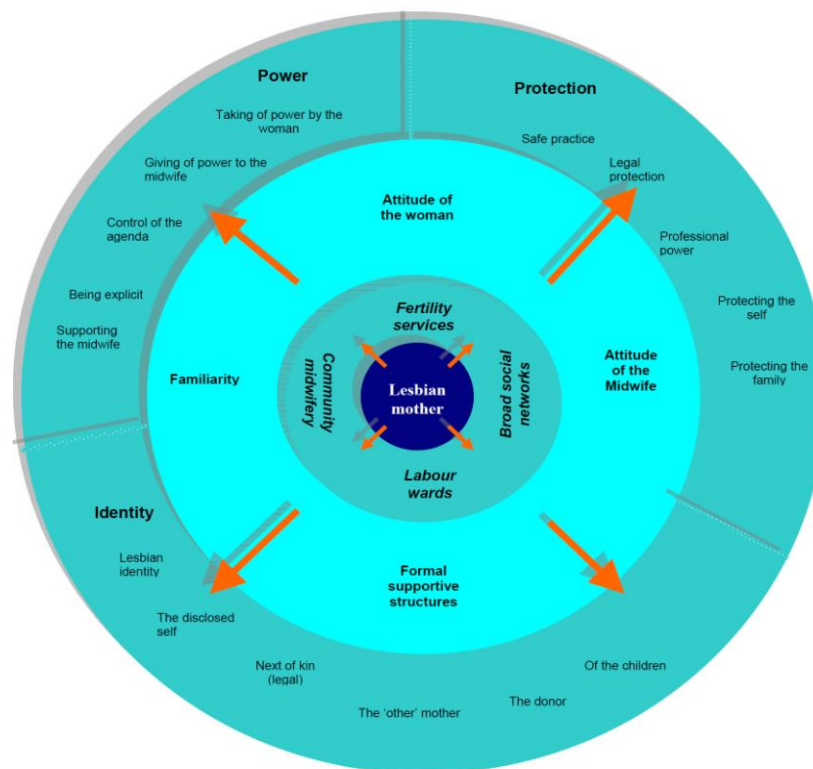 Power
Taking of power by the
woman
Giving of power to the
midwife
Control of the
agenda
Being explicit
Supporting
the midwife
Protection
Safe practice
Legal
protection
Professional
power
Protecting the
self
Protecting the
family
Attitude of
the woman
Familiarity
Attitude
of the
Midwife
Formal
supportive
structures
Fertility
services
Community
midwifery
Broad social
networks
Labour
wards
Lesbian
mother
Identity
Lesbian
identity
The disclosed
self
Next of kin
(legal)
The ‘other’ mother
The donor
Of the children